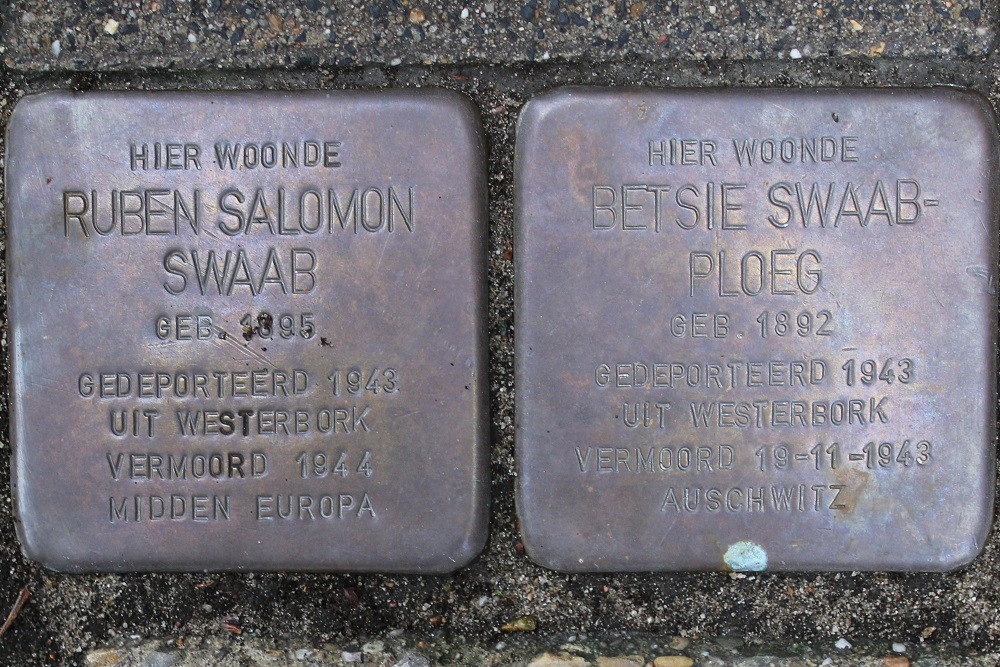 HIER WOONDE
RUBEN SALOMON
SWAAB
GEB. 1895
GEDEPORTEERD 1943
UIT WESTERBORK
VERMOORD 1944
MIDDEN EUROPA
HIER WOONDE
BETSIE SWAAB-
PLOEG
GEB. 1892
GEDEPORTEERD 1943
UIT WESTERBORK
VERMOORD 19-11-1943
AUSCHWITZ